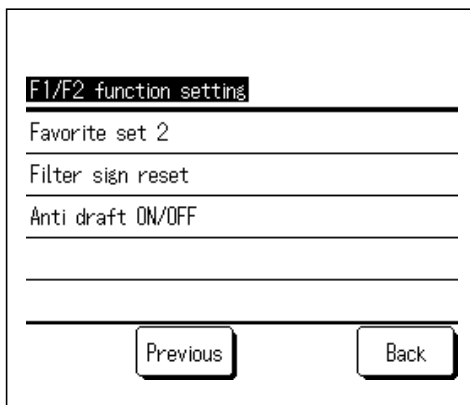 F1/F2 function setting
Favorite set 2
Filter sign reset
Anti draft ON/OFF
Previous
Back